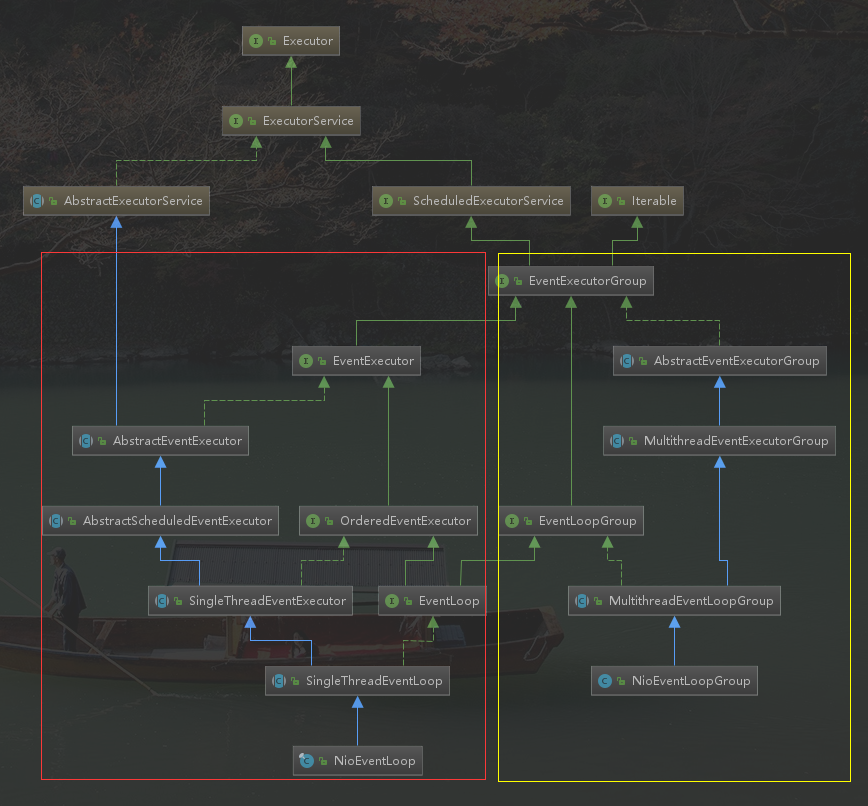 Executor
ExecutorService
AbstractExecutorService
ScheduledExecutorService
Iterable
EventExecutorGroup
EventExecutor
AbstractEventExecutorGroup
AbstractEventExecutor
MultithreadEventExecutorGroup
AbstractScheduledEventExecutor
OrderedEventExecutor
EventLoopGroup
SingleThreadEventExecutor
EventLoop
MultithreadEventLoopGroup
SingleThreadEventLoop
NioEventLoopGroup
NioEventLoop